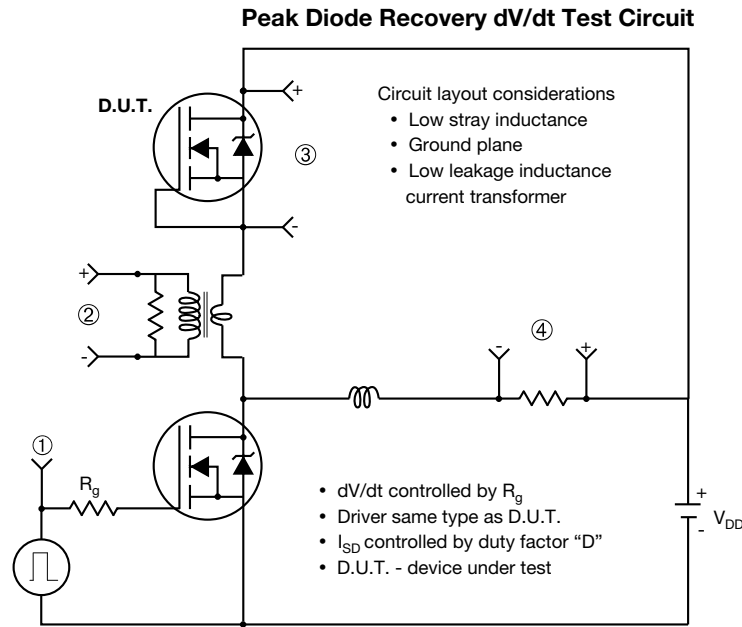 Peak Diode Recovery dV/dt Test Circuit
D.U.T.
+
Circuit layout considerations
• Low stray inductance
③
• Ground plane
• Low leakage inductance
current transformer
-
+
②
-
④
- +
①
Rg
• dV/dt controlled by Rg
• Driver same type as D.U.T.
• ISD controlled by duty factor “D”
• D.U.T. - device under test
+
VDD
-